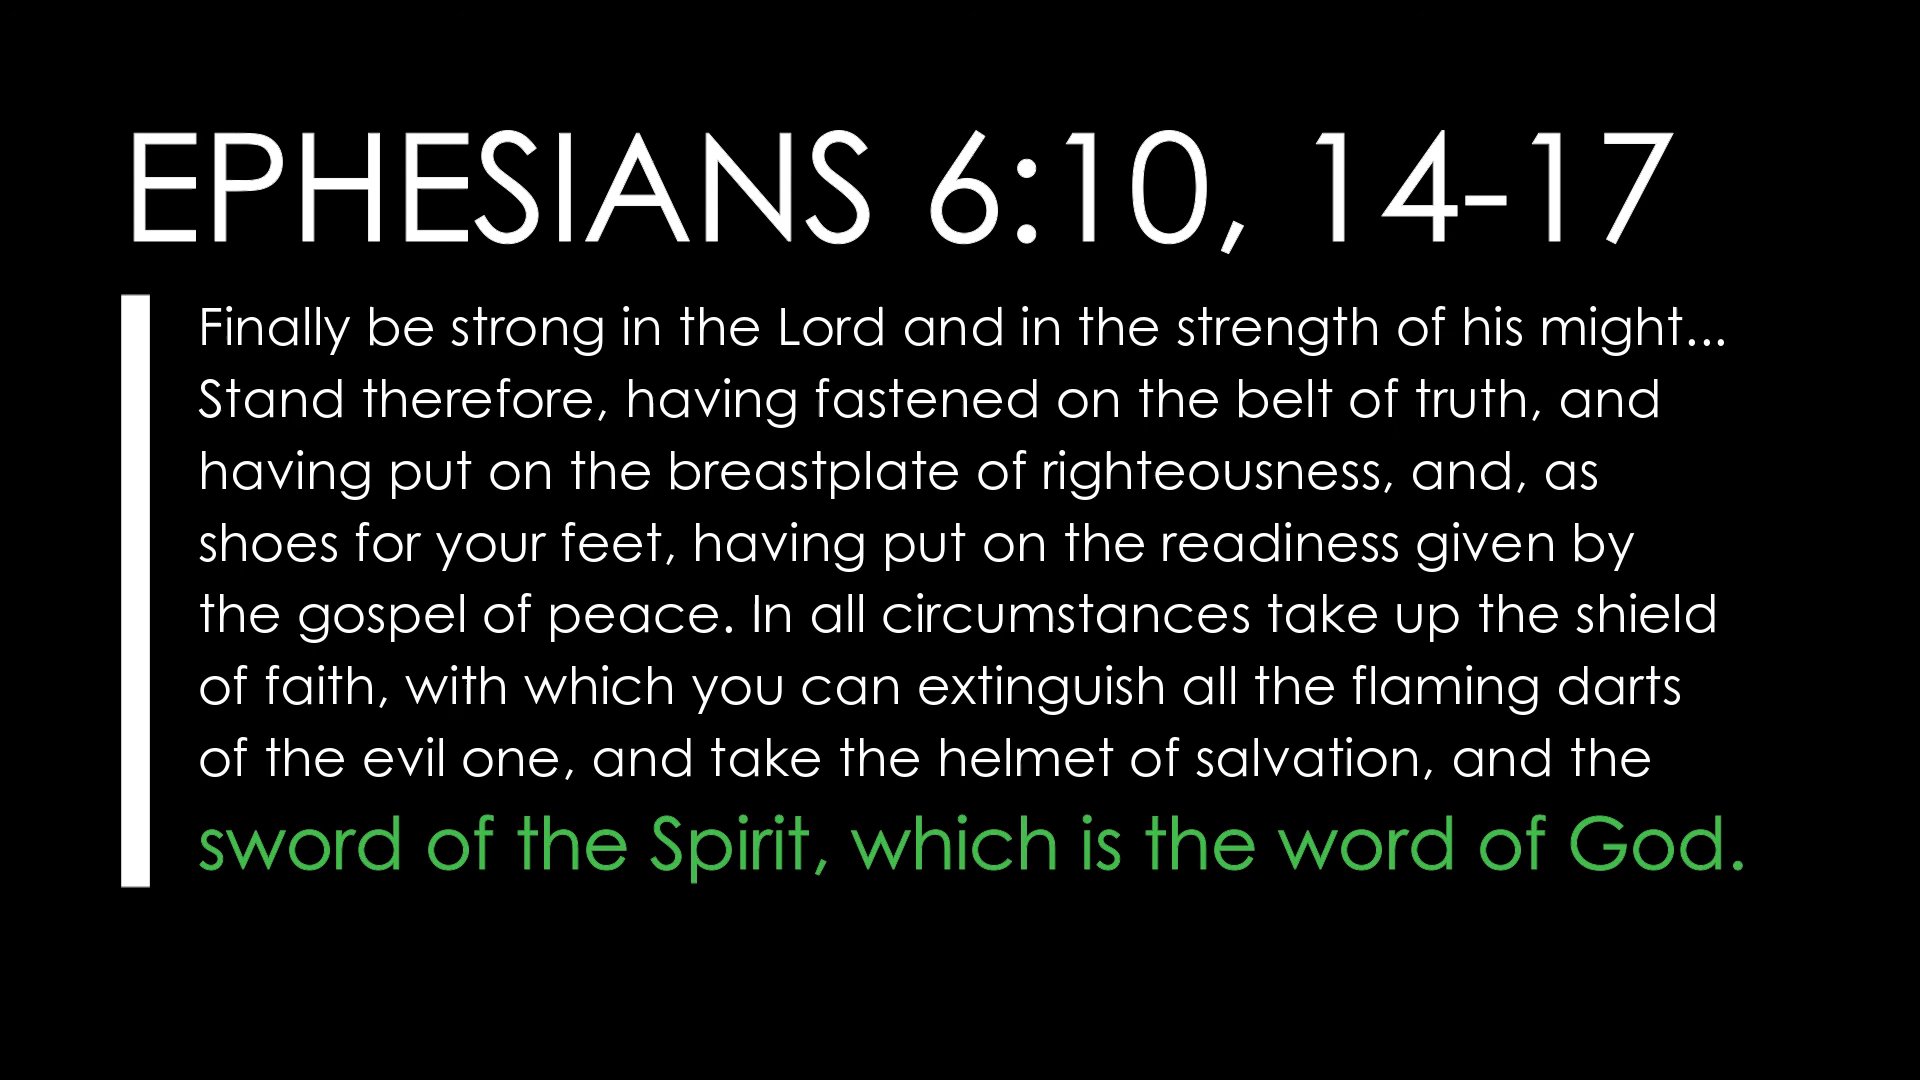 EPHESIANS 6:10, 14-17
Finally be strong in the Lord and in the strength of his might...
Stand therefore, having fastened on the belt of truth, and
having put on the breastplate of righteousness, and, as
shoes for your feet, having put on the readiness given by
the gospel of peace. In all circumstances take up the shield
of faith, with which you can extinguish all the flaming darts
of the evil one, and take the helmet of salvation, and the
sword of the Spirit, which is the word of God.